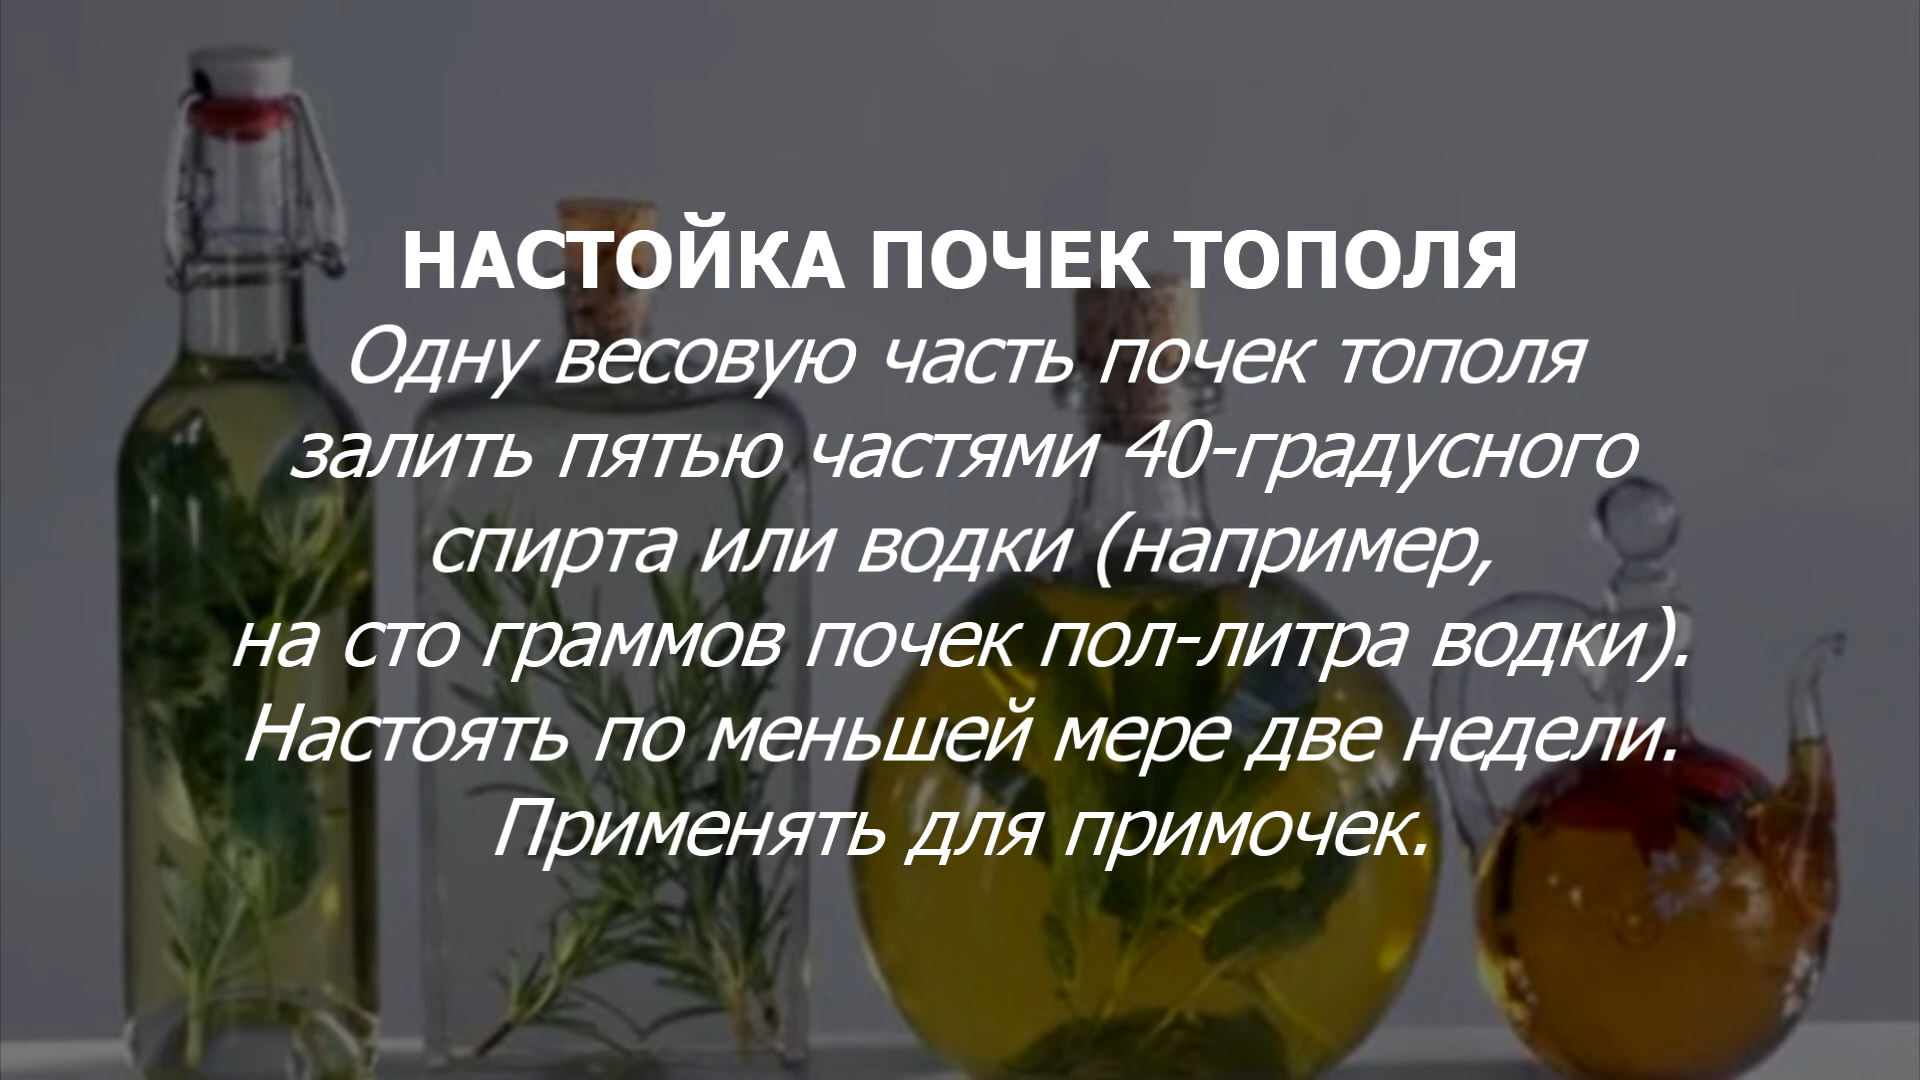 НАСТОЙКА ПОЧЕК ТОПОЛЯ
Одну весовую часть почек тополя
залить пятью частями 40-градусного
спирта или водки (например,
на сто граммов почек пол-литра водки).
Настоять по меньшей мере две недели.
Применять для примочек.